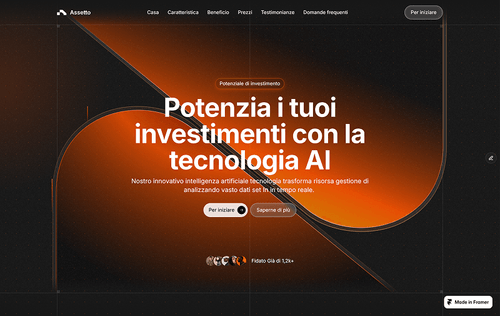 Assetto
Casa Caratteristica Beneficio Prezzi Testimonianze Domande frequenti
Per iniziare
Potenziale di investimento
Potenzia i tuoi
investimenti con la
tecnologia AI
Nostro innovativo intelligenza artificiale tecnologia trasforma risorsa gestione di
analizzando vasto dati set In in tempo reale.
Per iniziare Saperne di più
Fidato Già di 1,2k+
Made in Framer